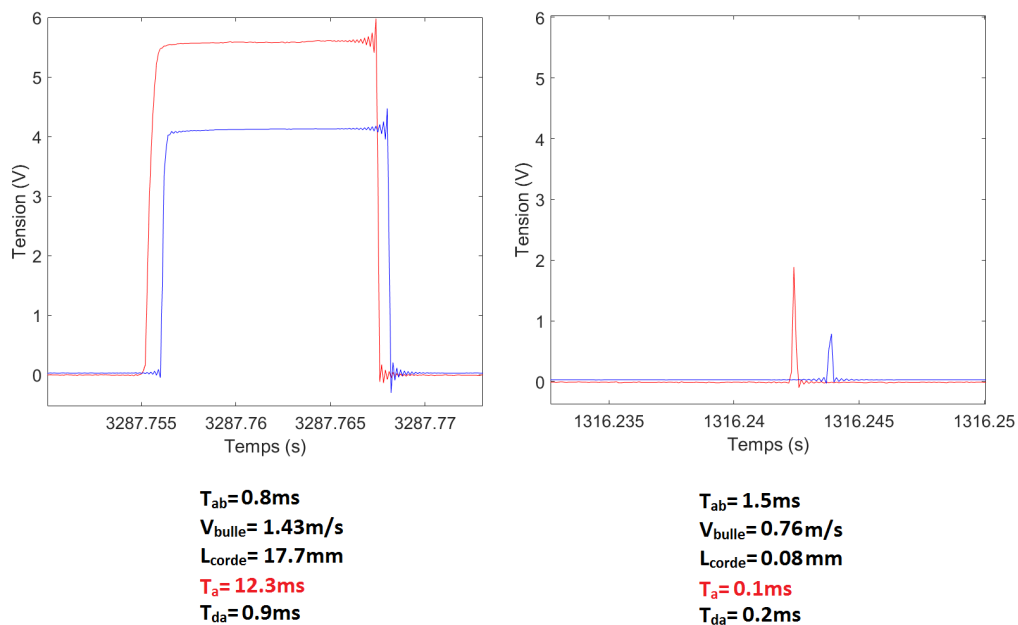 6
5
4
3
2
1
0
Tension (V)
3287.755 3287.76 3287.765 3287.77
Temps (s)
6
5
4
3
2
1
0
Tension (V)
1316.235 1316.24 1316.245 1316.25
Temps (s)
Tab= 0.8ms
Vbulle= 1.43m/s
Lcorde= 17.7mm
Ta= 12.3ms
Tda= 0.9ms
Tab= 1.5ms
Vbulle= 0.76m/s
Lcorde= 0.08mm
Ta= 0.1ms
Tda= 0.2ms